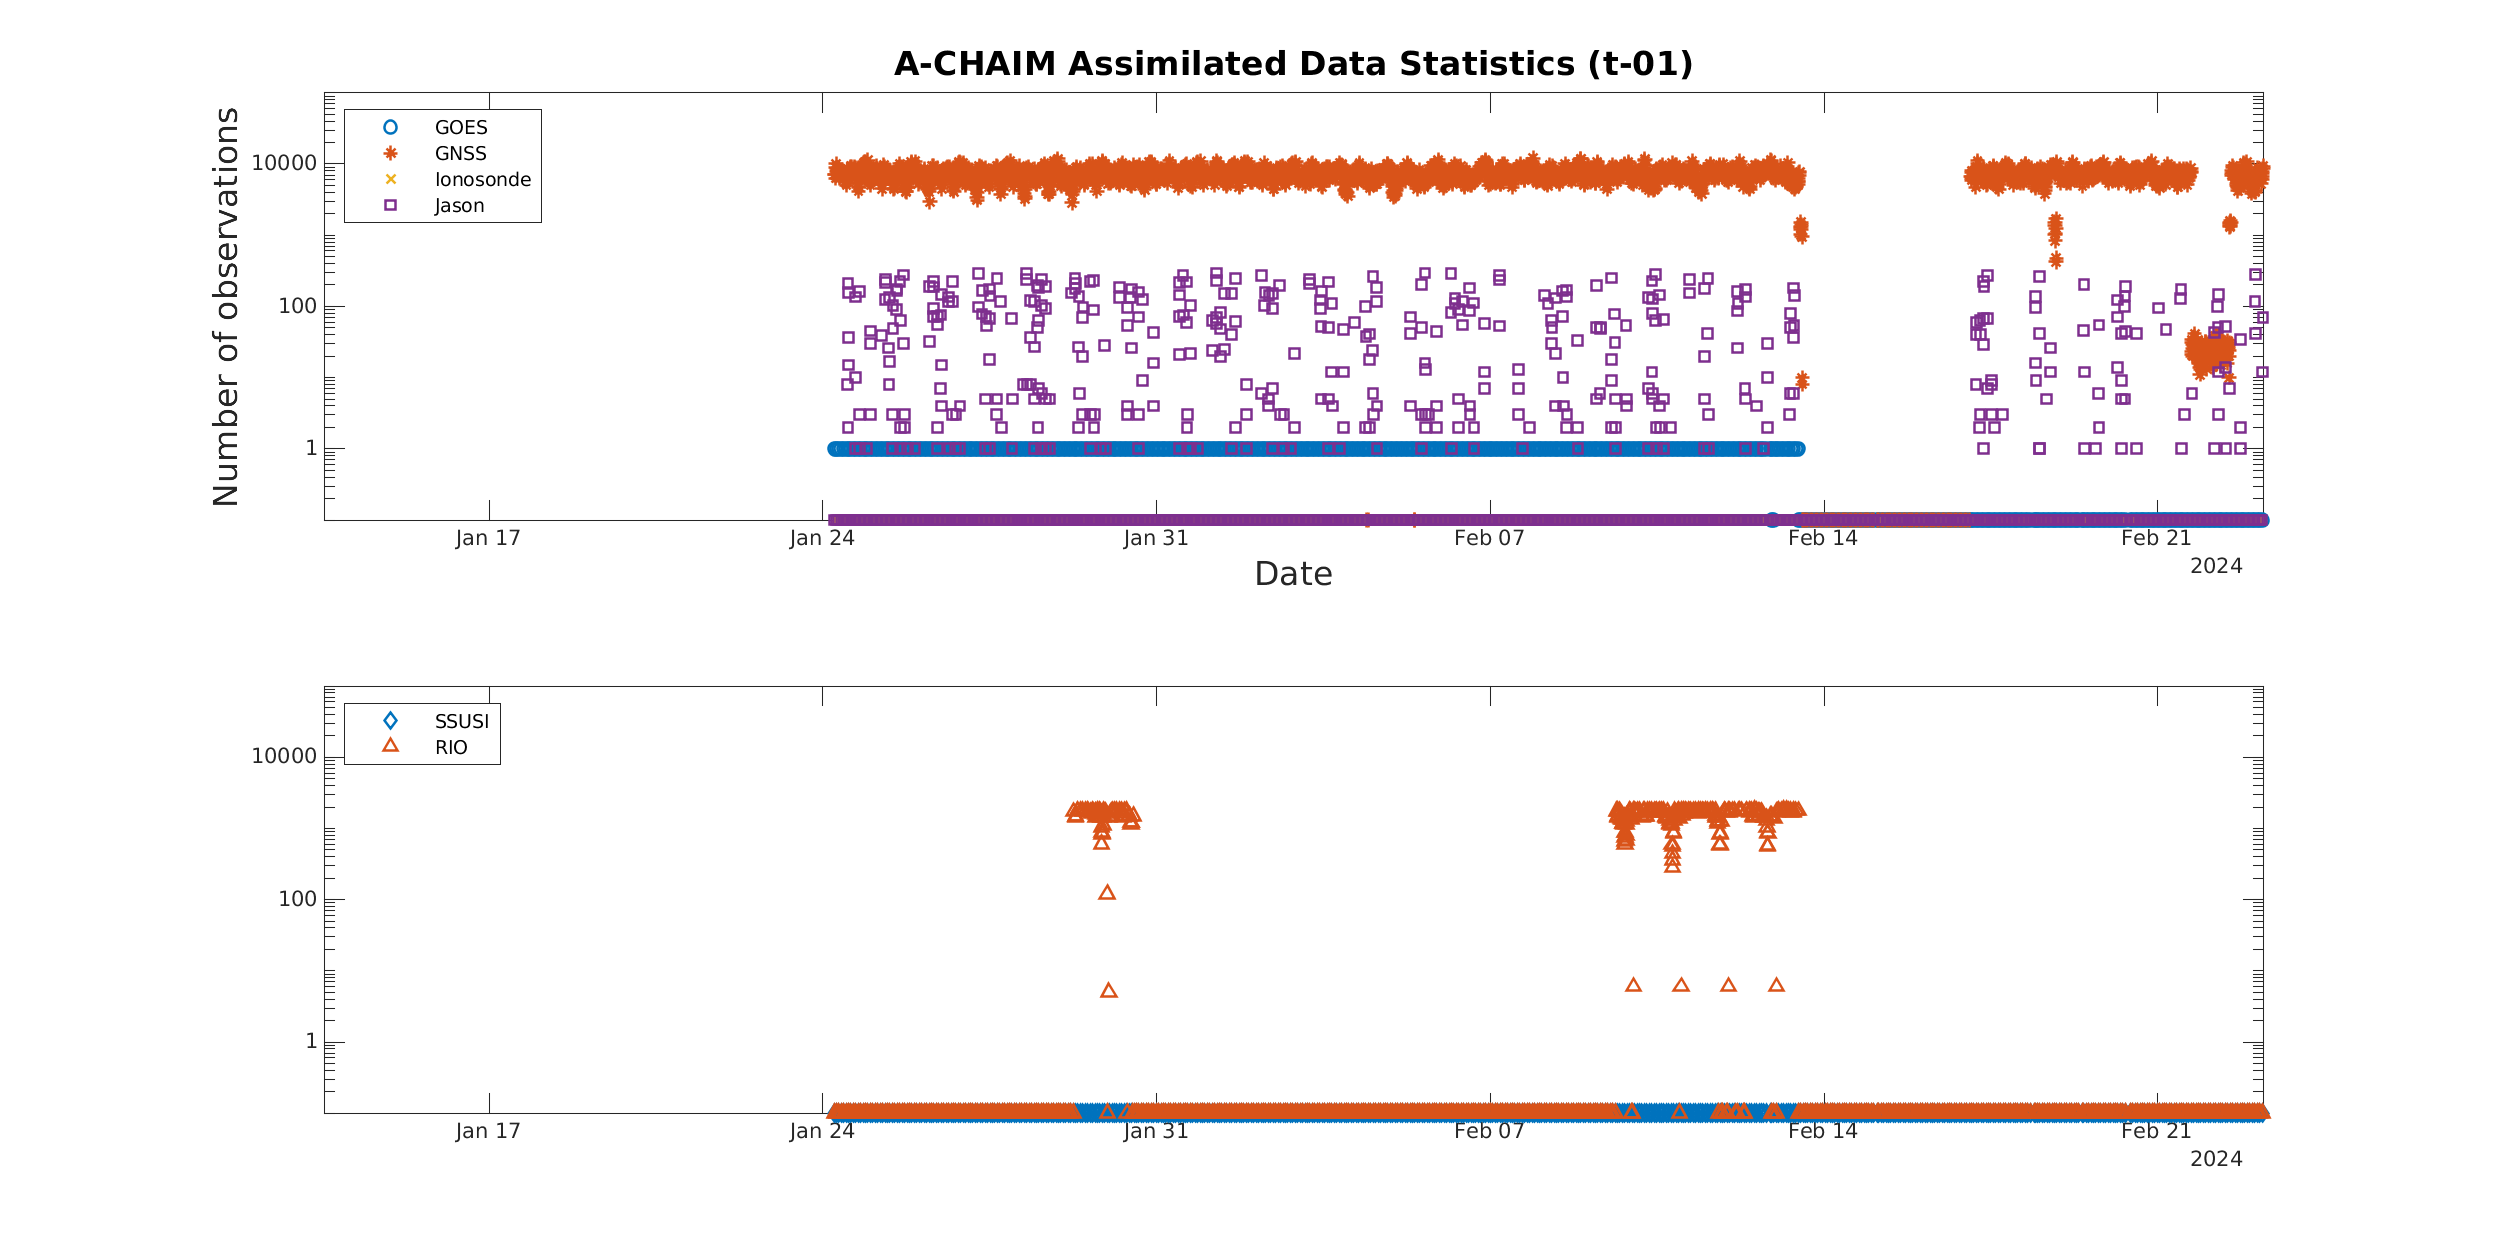 A-CHAIM Assimilated Data Statistics (t-01)
Number of observations
10000
100
1
GOES
GNSS
Ionosonde
Jason
Jan 17
Jan 24
Jan 31
Feb 07
Feb 14
Feb 21
Date
2024
10000
100
1
SSUSI
RIO
Jan 17
Jan 24
Jan 31
Feb 07
Feb 14
Feb 21
2024